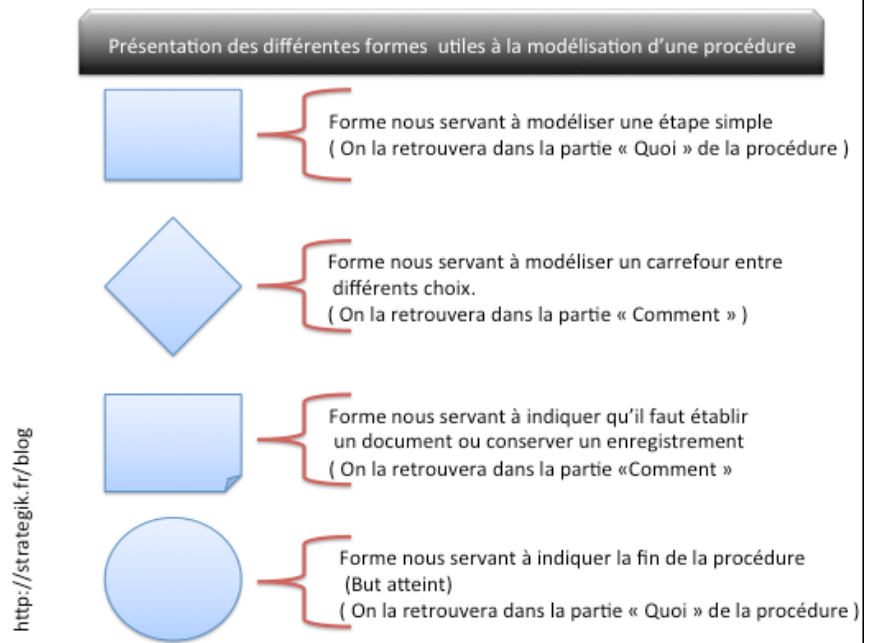 Présentation des différentes formes utiles à la modélisation d'une procédure
Forme nous servant à modéliser une étape simple
( On la retrouvera dans la partie « Quoi » de la procédure )
Forme nous servant à modéliser un carrefour entre
différents choix.
( On la retrouvera dans la partie « Comment » )
Forme nous servant à indiquer qu'il faut établir
un document ou conserver un enregistrement
( On la retrouvera dans la partie «Comment »
Forme nous servant à indiquer la fin de la procédure
(But atteint)
( On la retrouvera dans la partie « Quoi » de la procédure )
http://strategik.fr/blog